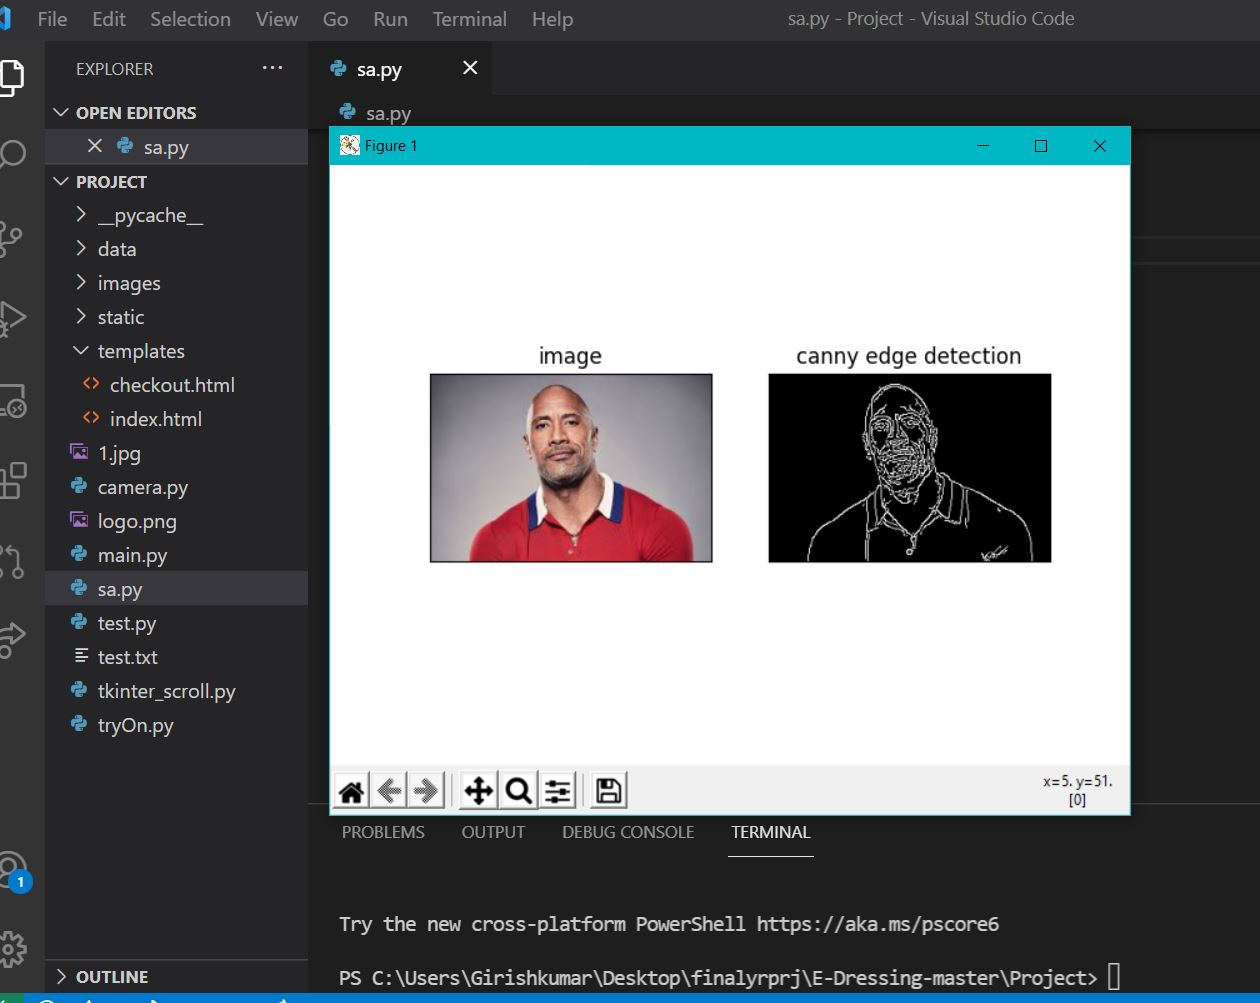 File Edit Selection View Go Run Terminal Help
sa.py - Project - Visual Studio Code
EXPLORER
sa.py
OPEN EDITORS
sa.py
sa.py
Figure 1
PROJECT
__pycache__
data
images
static
templates
checkout.html
index.html
1.jpg
camera.py
logo.png
main.py
sa.py
test.py
test.txt
tkinter_scroll.py
tryOn.py
OUTLINE
1
image
canny edge detection
x=5. y=51.
[0]
PROBLEMS OUTPUT DEBUG CONSOLE TERMINAL
Try the new cross-platform PowerShell https://aka.ms/pscore6
PS C:\Users\Girishkumar\Desktop\finalyrprj\E-Dressing-master\Project>